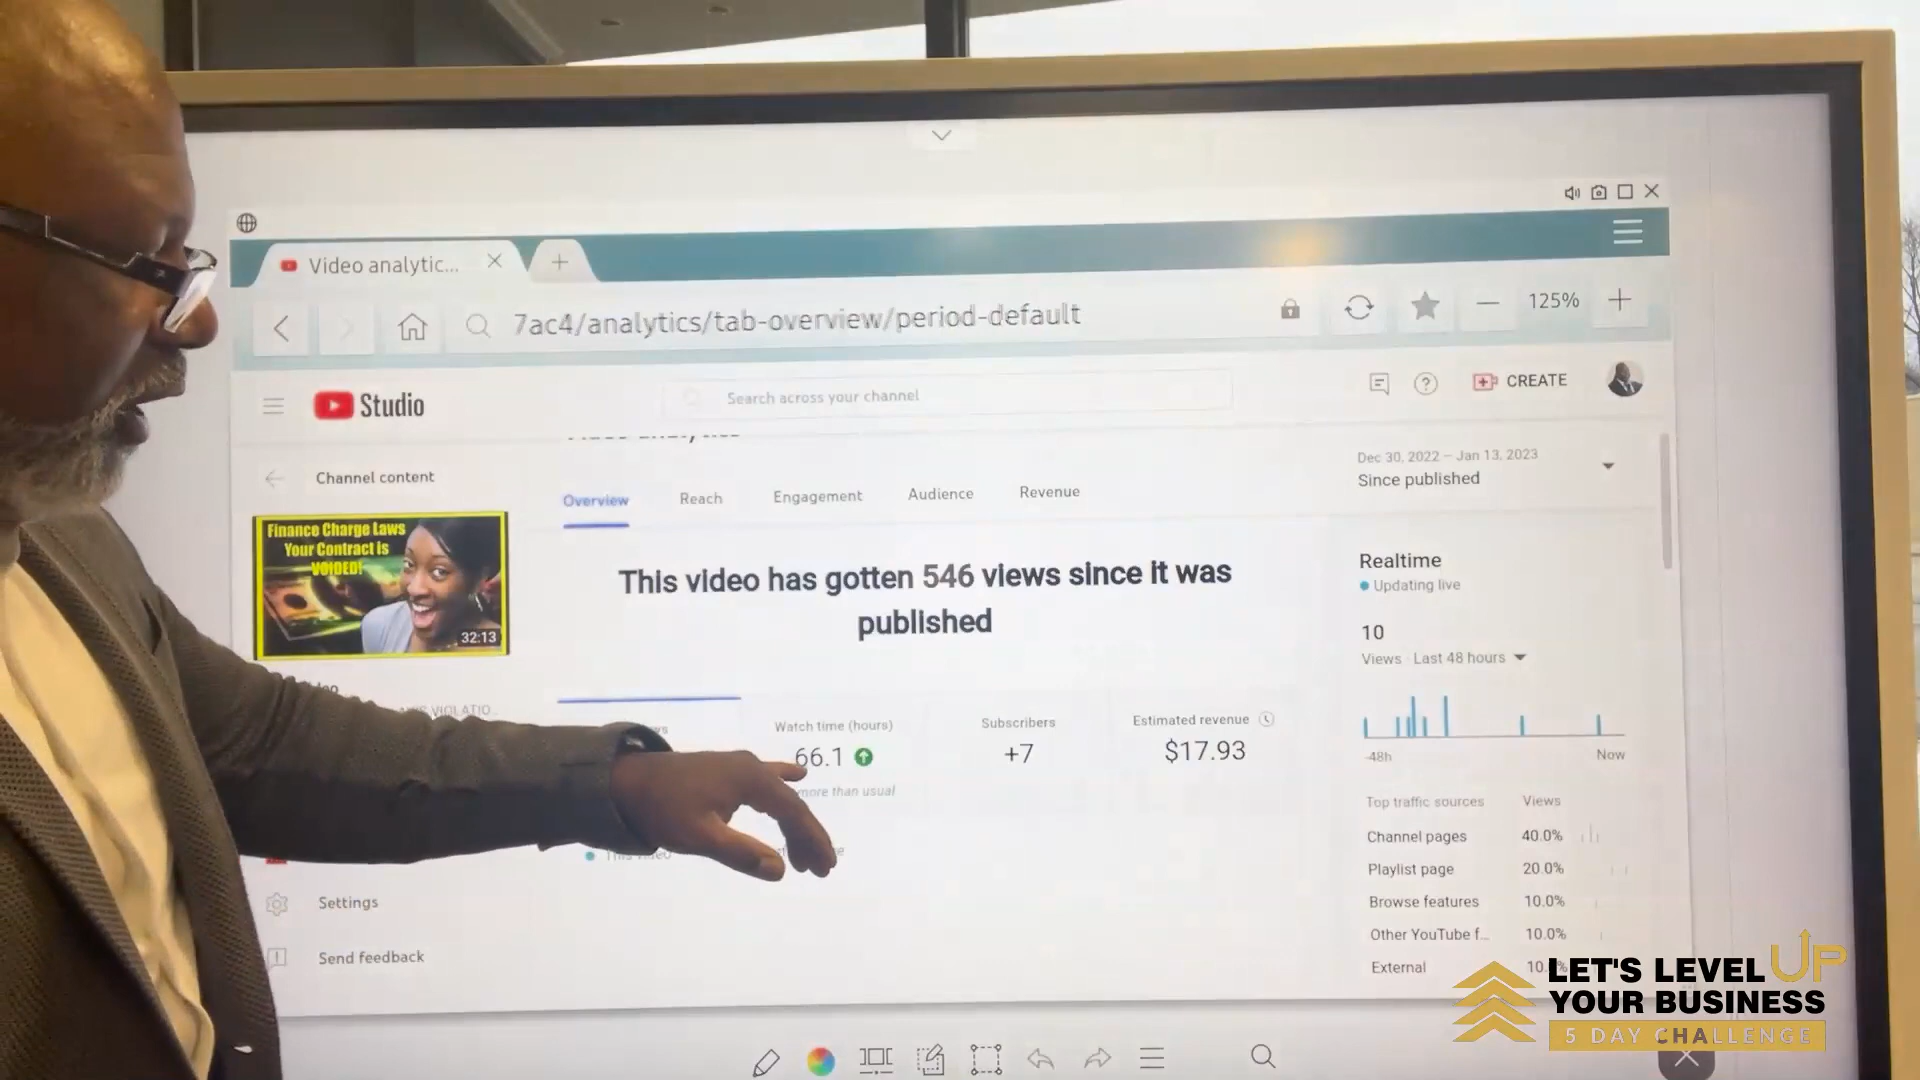 Video analytic...
7ac4/analytics/tab-overview/period-default
125%
Studio
Search across your channel
CREATE
Channel content
Dec 30, 2022 – Jan 13, 2023
Since published
Overview
Reach
Engagement
Audience
Revenue
Finance Charge Laws
Your Contract is
VOIDED!
32:13
This video has gotten 546 views since it was
published
Realtime
Updating live
10
Views · Last 48 hours
-48h
Now
Watch time (hours)
66.1
more than usual
Subscribers
+7
Estimated revenue
$17.93
Top traffic sources
Views
Channel pages
40.0%
Playlist page
20.0%
Browse features
10.0%
Other YouTube f...
10.0%
External
Settings
Send feedback
LET'S LEVEL UP
YOUR BUSINESS
5 DAY CHALLENGE